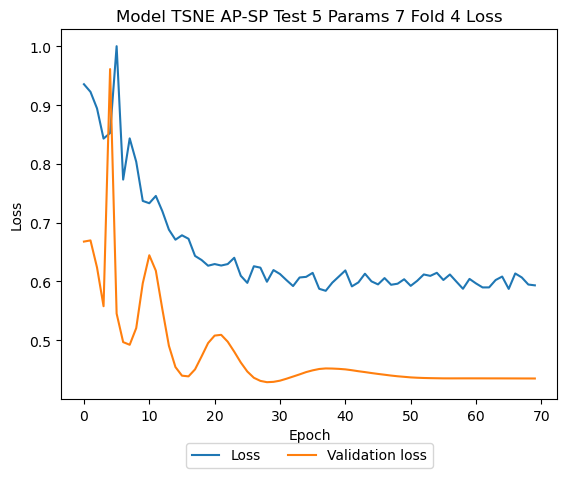 Model TSNE AP-SP Test 5 Params 7 Fold 4 Loss
1.0
0.9
0.8
0.7
0.6
0.5
Loss
0 10 20 30 40 50 60 70
Epoch
Loss Validation loss